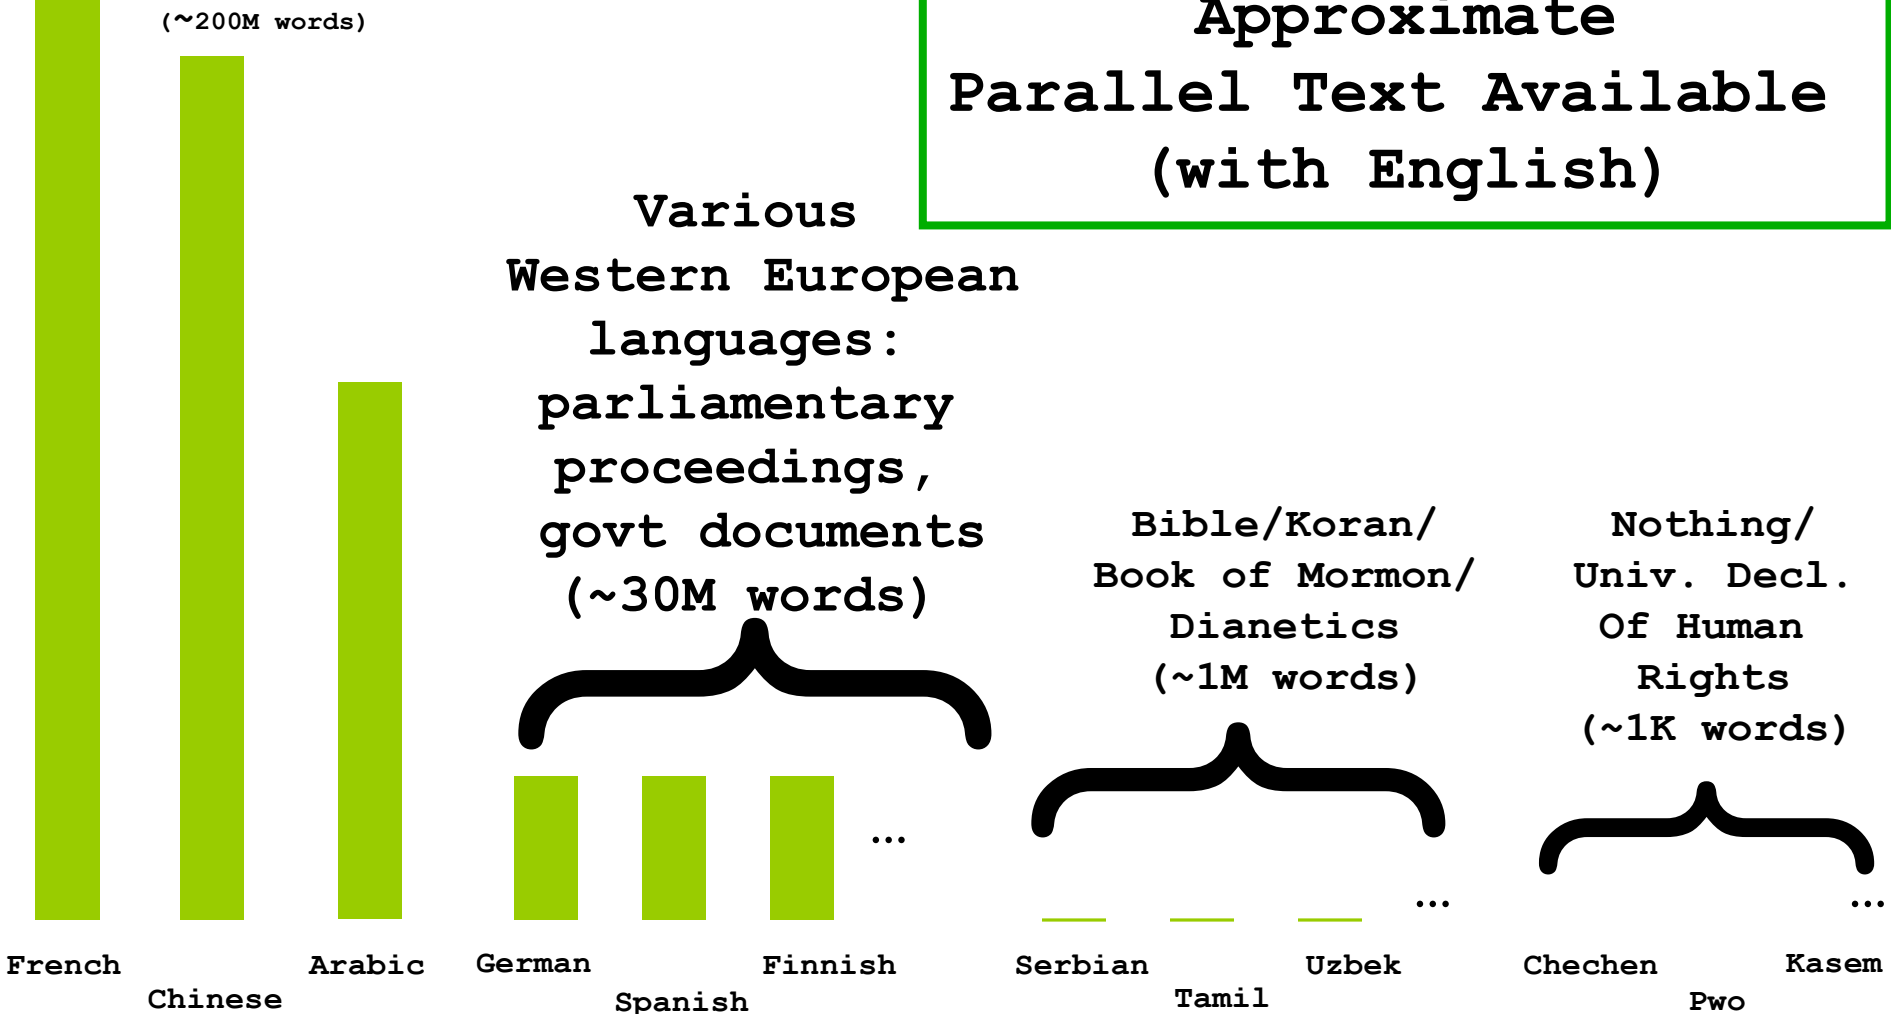 (~200M words)
Approximate
Parallel Text Available
(with English)
Various
Western European
languages:
parliamentary
proceedings,
govt documents
(~30M words)
Bible/Koran/
Book of Mormon/
Dianetics
(~1M words)
Nothing/
Univ. Decl.
Of Human
Rights
(~1K words)
...
...
...
French
Chinese
Arabic
German
Spanish
Finnish
Serbian
Tamil
Uzbek
Chechen
Pwo
Kasem